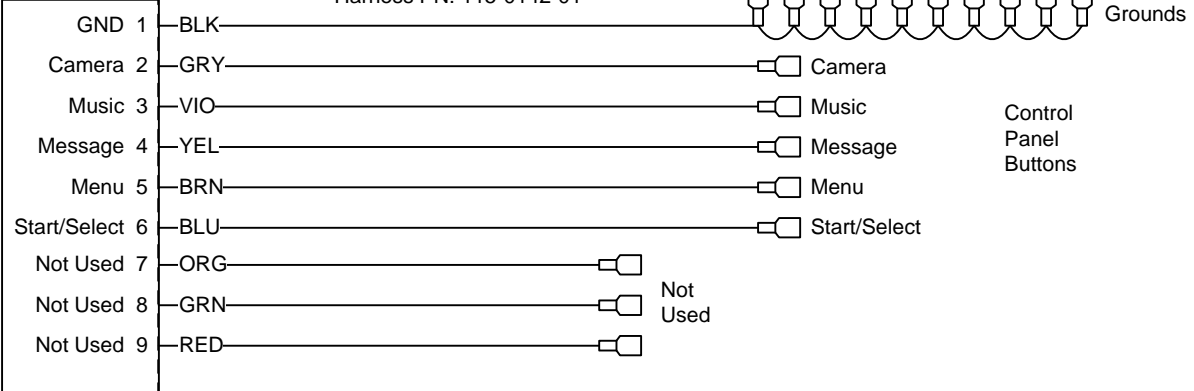 Grounds
GND 1 BLK
Camera 2 GRY Camera
Music 3 VIO Music
Message 4 YEL Message
Menu 5 BRN Menu
Start/Select 6 BLU Start/Select
Control
Panel
Buttons
Not Used 7 ORG
Not Used 8 GRN
Not Used 9 RED
Not
Used